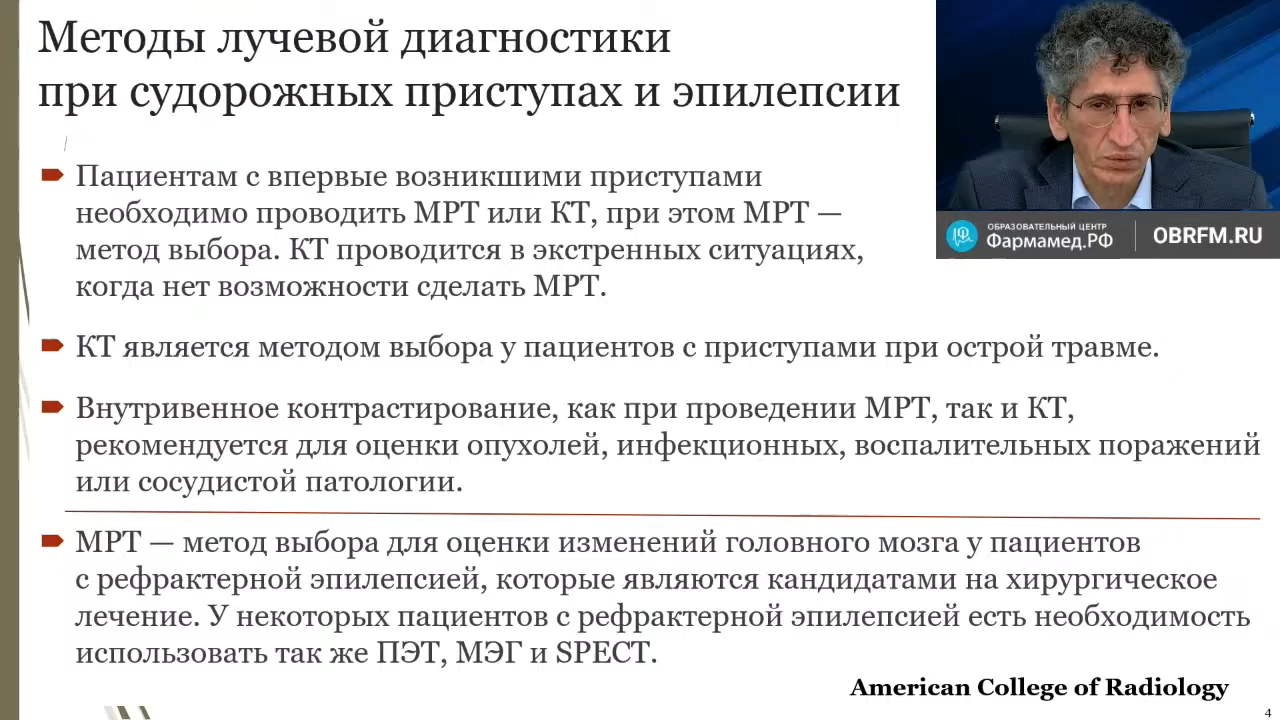 Методы лучевой диагностики
при судорожных приступах и эпилепсии
Пациентам с впервые возникшими приступами
необходимо проводить МРТ или КТ, при этом МРТ —
метод выбора. КТ проводится в экстренных ситуациях,
когда нет возможности сделать МРТ.
КТ является методом выбора у пациентов с приступами при острой травме.
Внутривенное контрастирование, как при проведении МРТ, так и КТ,
рекомендуется для оценки опухолей, инфекционных, воспалительных поражений
или сосудистой патологии.
МРТ — метод выбора для оценки изменений головного мозга у пациентов
с рефрактерной эпилепсией, которые являются кандидатами на хирургическое
лечение. У некоторых пациентов с рефрактерной эпилепсией есть необходимость
использовать так же ПЭТ, МЭГ и SPECT.
American College of Radiology
4
ОБРАЗОВАТЕЛЬНЫЙ ЦЕНТР
Фармамед.РФ
OBRFM.RU